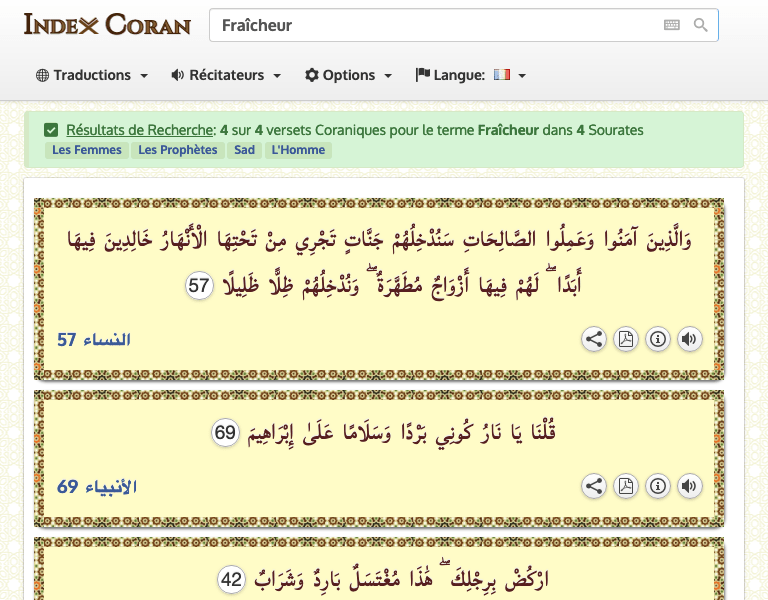 Index Coran
Fraîcheur
Traductions
Récitateurs
Options
Langue:
Résultats de Recherche: 4 sur 4 versets Coraniques pour le terme Fraîcheur dans 4 Sourates
Les Femmes Les Prophètes Sad L'Homme
وَالَّذِينَ آمَنُوا وَعَمِلُوا الصَّالِحَاتِ سَنُدْخِلُهُمْ جَنَّاتٍ تَجْرِي مِنْ تَحْتِهَا الْأَنْهَارُ خَالِدِينَ فِيهَا
أَبَدًا ۖ لَهُمْ فِيهَا أَزْوَاجٌ مُطَهَّرَةٌ ۖ وَنُدْخِلُهُمْ ظِلًّا ظَلِيلًا 57
النساء 57
قُلْنَا يَا نَارُ كُونِي بَرْدًا وَسَلَامًا عَلَىٰ إِبْرَاهِيمَ 69
الأنبياء 69
ارْكُضْ بِرِجْلِكَ ۖ هَٰذَا مُغْتَسَلٌ بَارِدٌ وَشَرَابٌ 42